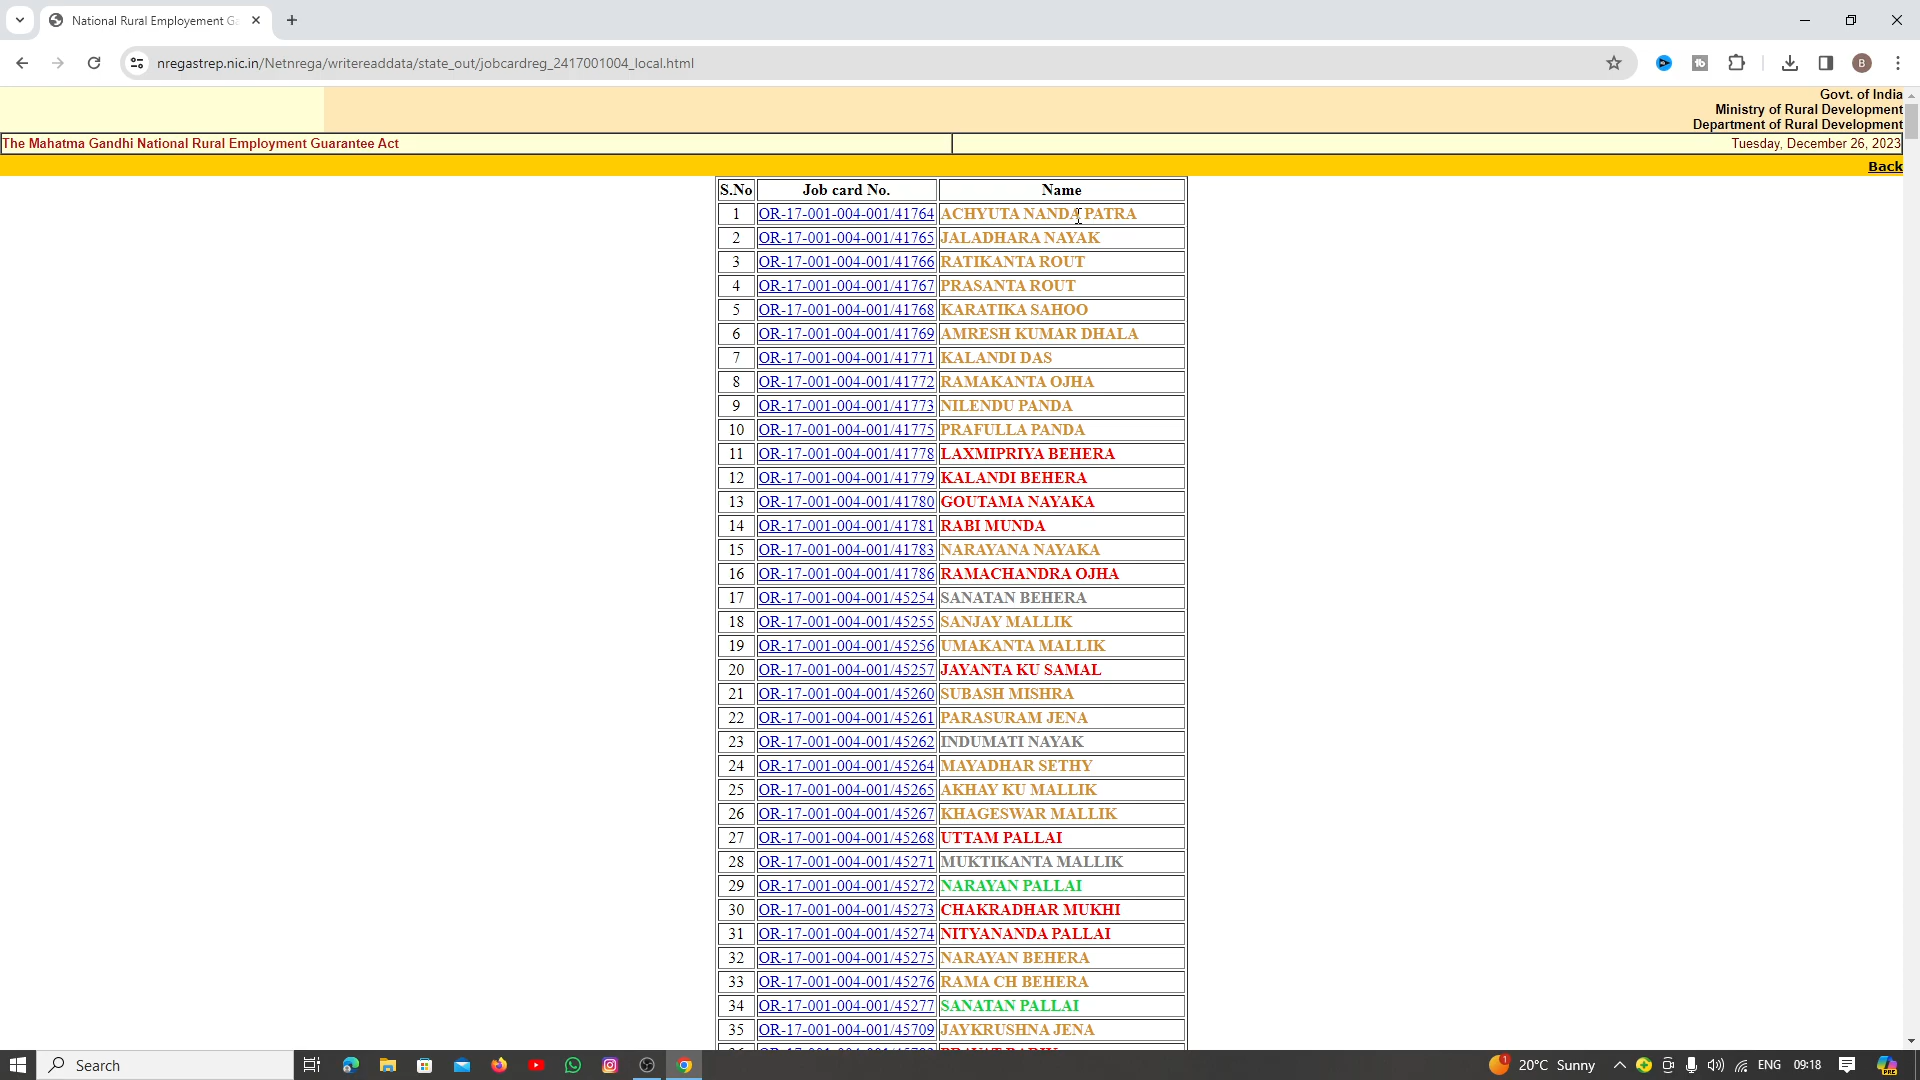 National Rural Employement G
nregastrep.nic.in/Netnrega/writereaddata/state_out/jobcardreg_2417001004_local.html
B
Govt. of India
Ministry of Rural Development
Department of Rural Development
The Mahatma Gandhi National Rural Employment Guarantee Act
Tuesday, December 26, 2023
Back
S.No Job card No. Name
1 OR-17-001-004-001/41764 ACHYUTA NANDA PATRA
2 OR-17-001-004-001/41765 JALADHARA NAYAK
3 OR-17-001-004-001/41766 RATIKANTA ROUT
4 OR-17-001-004-001/41767 PRASANTA ROUT
5 OR-17-001-004-001/41768 KARATIKA SAHOO
6 OR-17-001-004-001/41769 AMRESH KUMAR DHALA
7 OR-17-001-004-001/41771 KALANDI DAS
8 OR-17-001-004-001/41772 RAMAKANTA OJHA
9 OR-17-001-004-001/41773 NILENDU PANDA
10 OR-17-001-004-001/41775 PRAFULLA PANDA
11 OR-17-001-004-001/41778 LAXMIPRIYA BEHERA
12 OR-17-001-004-001/41779 KALANDI BEHERA
13 OR-17-001-004-001/41780 GOUTAMA NAYAKA
14 OR-17-001-004-001/41781 RABI MUNDA
15 OR-17-001-004-001/41783 NARAYANA NAYAKA
16 OR-17-001-004-001/41786 RAMACHANDRA OJHA
17 OR-17-001-004-001/45254 SANATAN BEHERA
18 OR-17-001-004-001/45255 SANJAY MALLIK
19 OR-17-001-004-001/45256 UMAKANTA MALLIK
20 OR-17-001-004-001/45257 JAYANTA KU SAMAL
21 OR-17-001-004-001/45260 SUBASH MISHRA
22 OR-17-001-004-001/45261 PARASURAM JENA
23 OR-17-001-004-001/45262 INDUMATI NAYAK
24 OR-17-001-004-001/45264 MAYADHAR SETHY
25 OR-17-001-004-001/45265 AKHAY KU MALLIK
26 OR-17-001-004-001/45267 KHAGESWAR MALLIK
27 OR-17-001-004-001/45268 UTTAM PALLAI
28 OR-17-001-004-001/45271 MUKTIKANTA MALLIK
29 OR-17-001-004-001/45272 NARAYAN PALLAI
30 OR-17-001-004-001/45273 CHAKRADHAR MUKHI
31 OR-17-001-004-001/45274 NITYANANDA PALLAI
32 OR-17-001-004-001/45275 NARAYAN BEHERA
33 OR-17-001-004-001/45276 RAMA CH BEHERA
34 OR-17-001-004-001/45277 SANATAN PALLAI
35 OR-17-001-004-001/45709 JAYKRUSHNA JENA
Search
1 20°C Sunny ENG 09:18